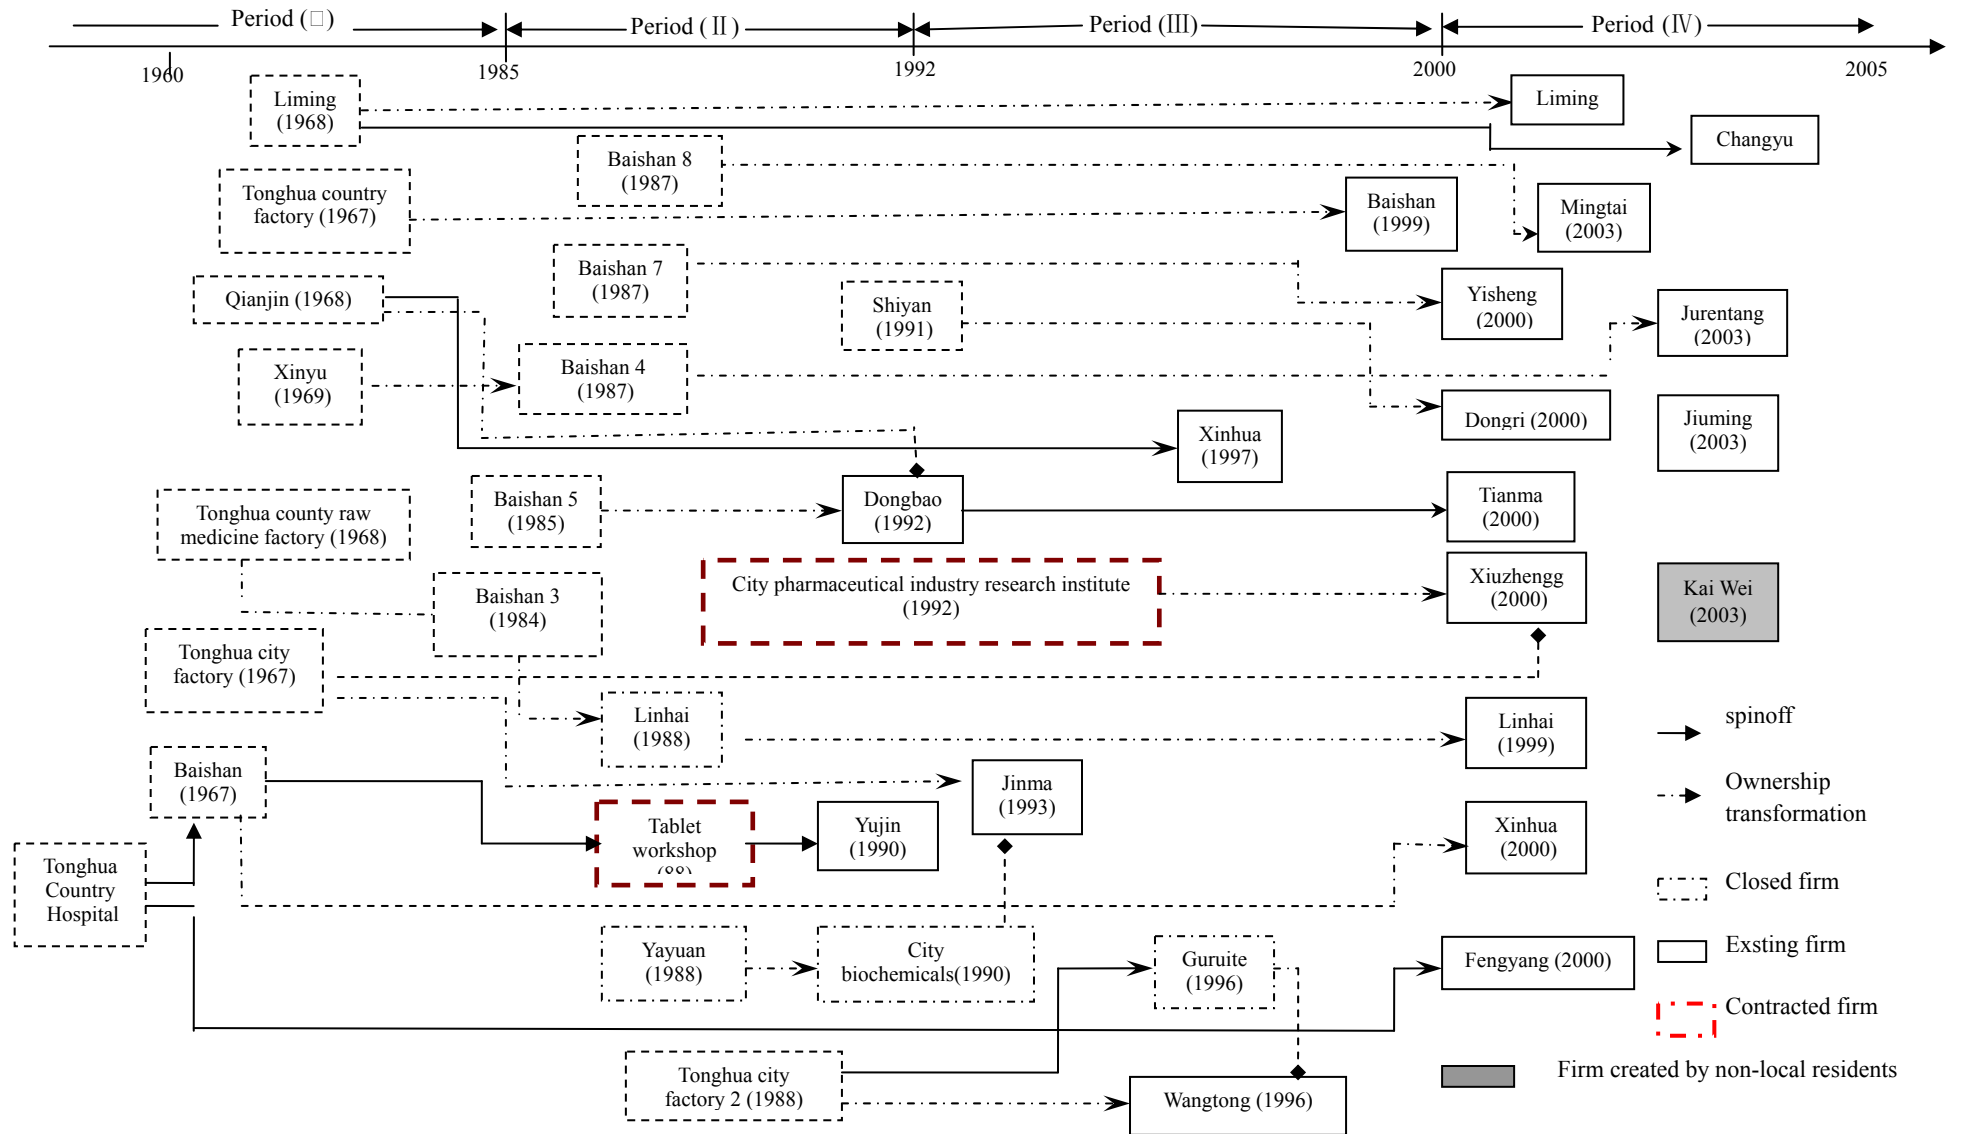 Period (□)
Period (Ⅱ)
Period (Ⅲ)
Period (Ⅳ)
1960
1985
1992
2000
2005
Liming
(1968)
Liming
Changyu
Baishan 8
(1987)
Tonghua country
factory (1967)
Baishan
(1999)
Mingtai
(2003)
Baishan 7
(1987)
Qianjin (1968)
Shiyan
(1991)
Yisheng
(2000)
Jurentang
(2003)
Xinyu
(1969)
Baishan 4
(1987)
Dongri (2000)
Jiuming
(2003)
Xinhua
(1997)
Baishan 5
(1985)
Dongbao
(1992)
Tianma
(2000)
Tonghua county raw
medicine factory (1968)
City pharmaceutical industry research institute
(1992)
Xiuzhengg
(2000)
Kai Wei
(2003)
Baishan 3
(1984)
Tonghua city
factory (1967)
Linhai
(1988)
Linhai
(1999)
spinoff
Baishan
(1967)
Jinma
(1993)
Ownership
transformation
Tablet
workshop
(88)
Yujin
(1990)
Xinhua
(2000)
Tonghua
Country
Hospital
Closed firm
Yayuan
(1988)
City
biochemicals(1990)
Guruite
(1996)
Fengyang (2000)
Exsting firm
Contracted firm
Tonghua city
factory 2 (1988)
Wangtong (1996)
Firm created by non-local residents